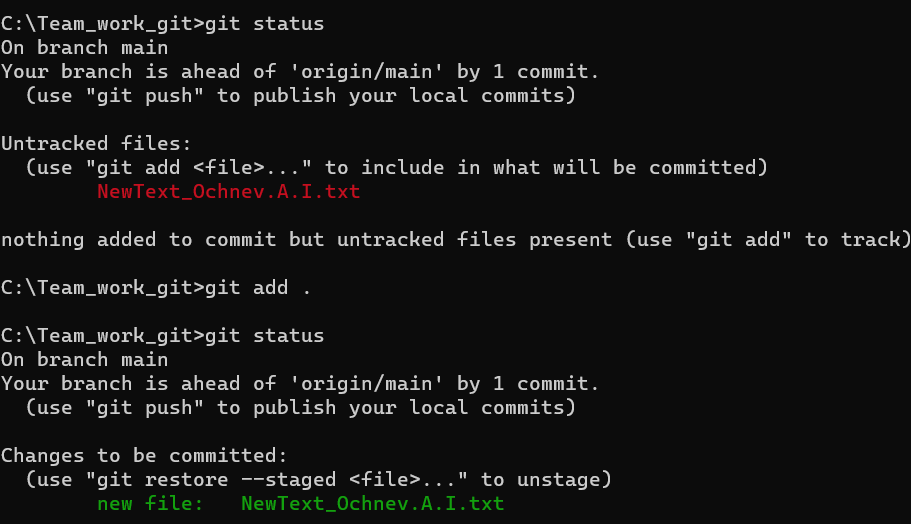 C:\Team_work_git>git status
On branch main
Your branch is ahead of 'origin/main' by 1 commit.
  (use "git push" to publish your local commits)

Untracked files:
  (use "git add <file>..." to include in what will be committed)
        NewText_Ochnev.A.I.txt

nothing added to commit but untracked files present (use "git add" to track)

C:\Team_work_git>git add .

C:\Team_work_git>git status
On branch main
Your branch is ahead of 'origin/main' by 1 commit.
  (use "git push" to publish your local commits)

Changes to be committed:
  (use "git restore --staged <file>..." to unstage)
        new file:   NewText_Ochnev.A.I.txt